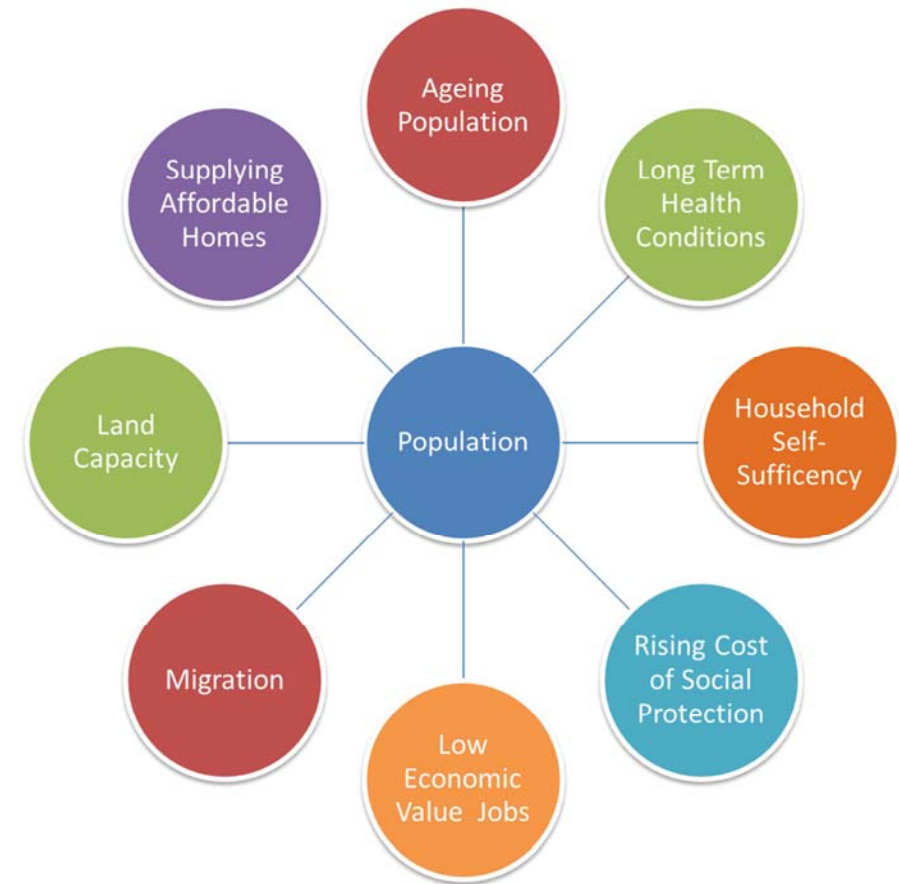 Ageing
Population
Long Term
Health
Conditions
Household
Self-
Sufficency
Rising Cost
of Social
Protection
Low
Economic
Value Jobs
Migration
Land
Capacity
Supplying
Affordable
Homes
Population